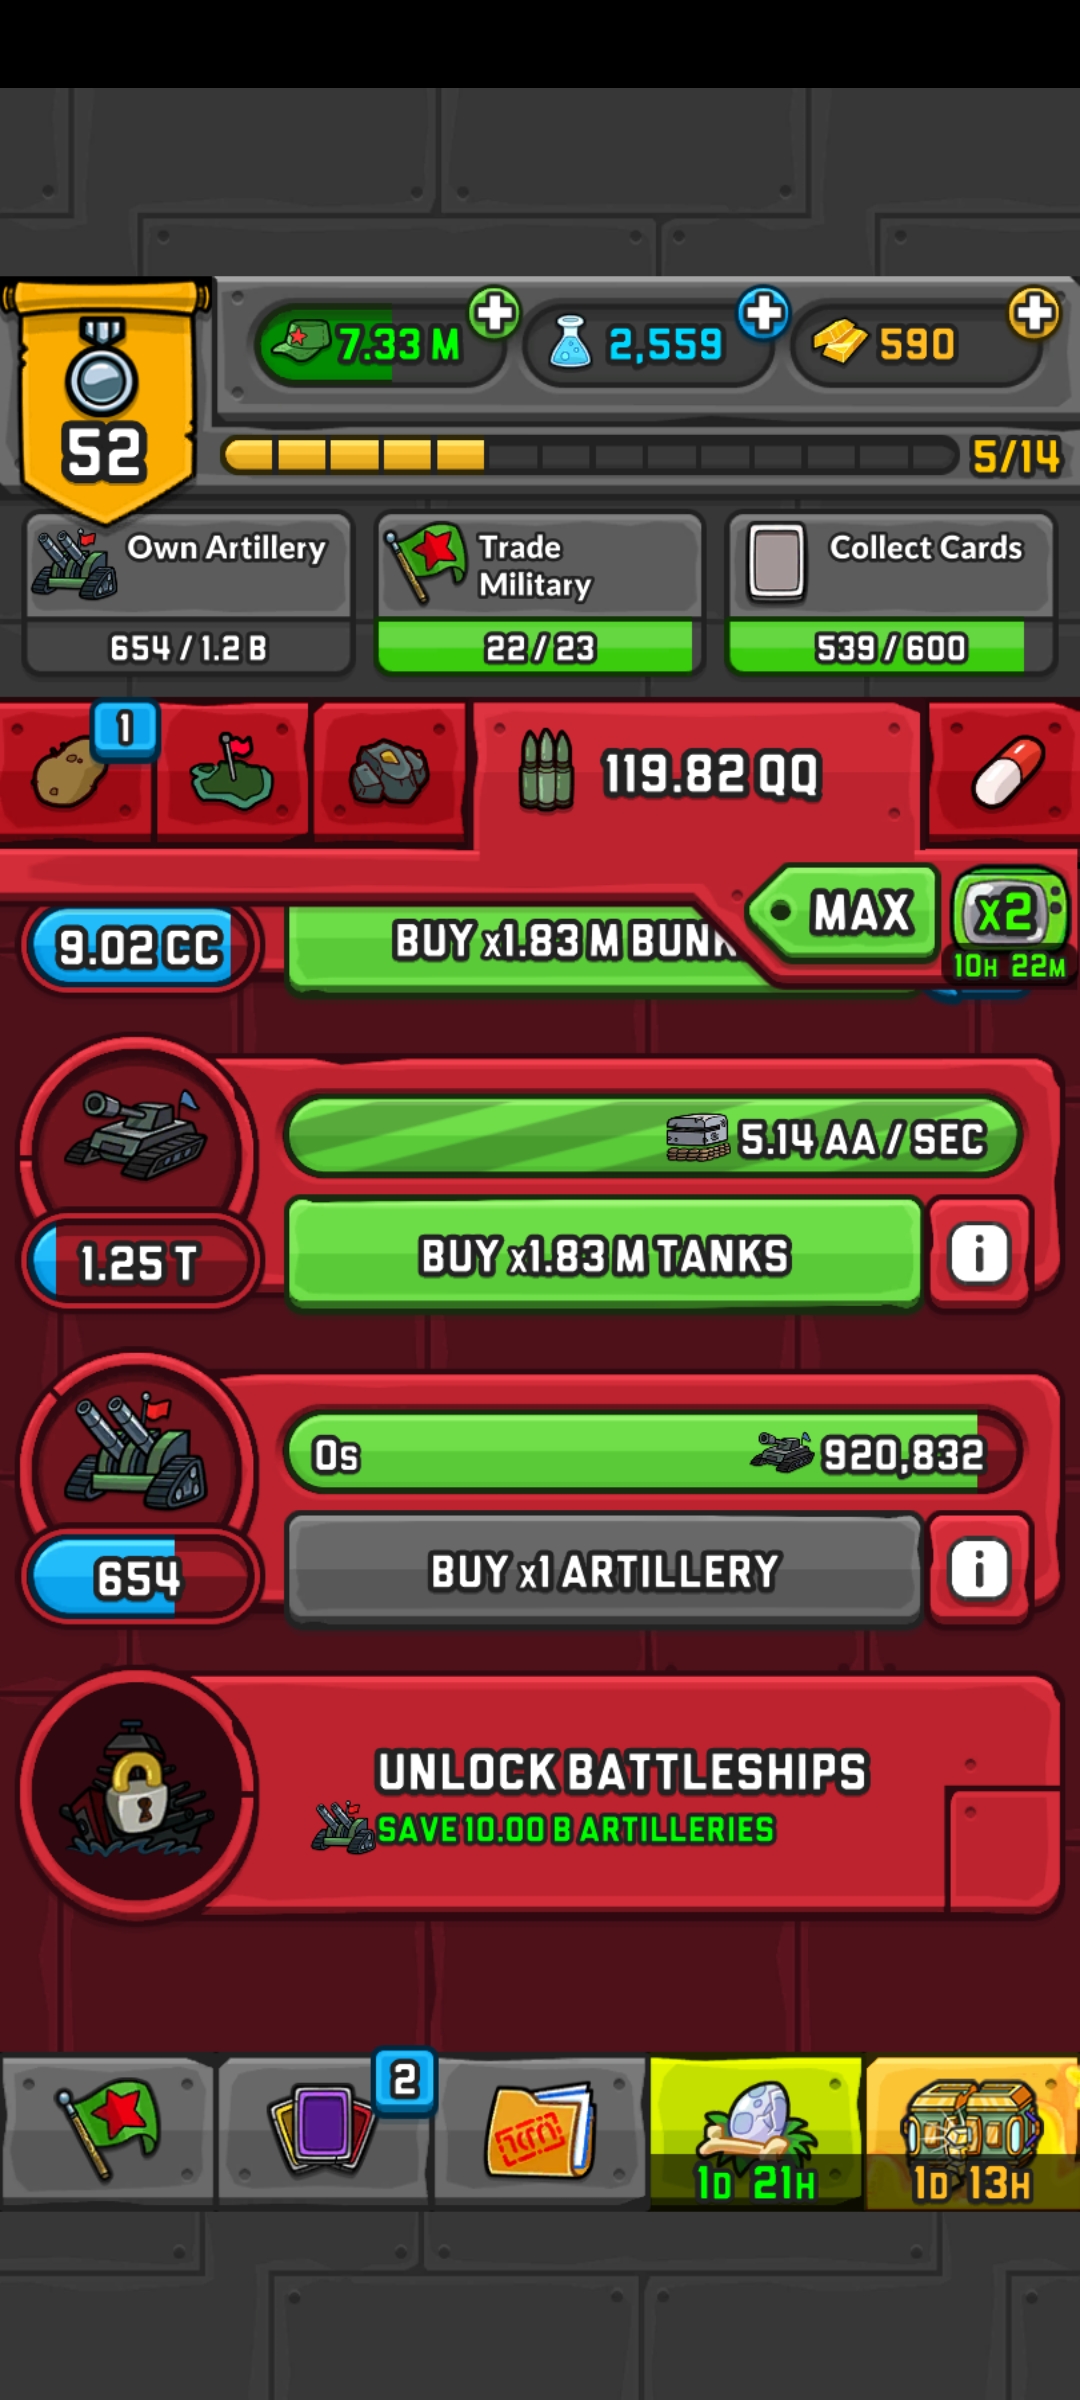 7.33 M
2,559
590
52
5/14
Own Artillery
654 / 1.2 B
Trade
Military
22 / 23
Collect Cards
539 / 600
1
119.82 QQ
MAX
x2
10H 22M
9.02 CC
BUY x1.83 M BUNK
5.14 AA / SEC
1.25 T
BUY x1.83 M TANKS
i
0s
920,832
654
BUY x1 ARTILLERY
i
UNLOCK BATTLESHIPS
SAVE 10.00 B ARTILLERIES
2
1D 21H
1D 13H